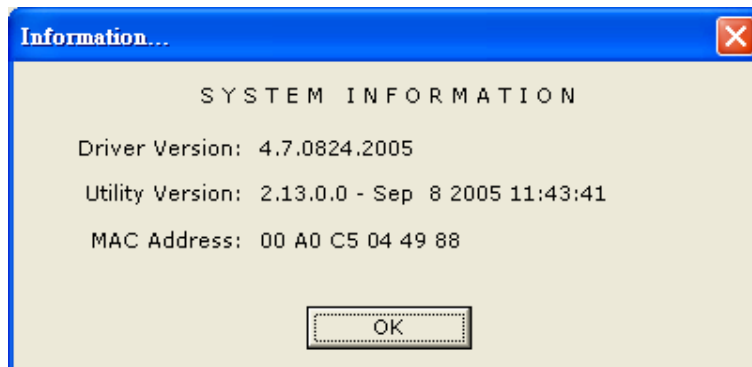 Information...
SYSTEM INFORMATION
Driver Version: 4.7.0824.2005
Utility Version: 2.13.0.0 - Sep  8 2005 11:43:41
MAC Address: 00 A0 C5 04 49 88
OK